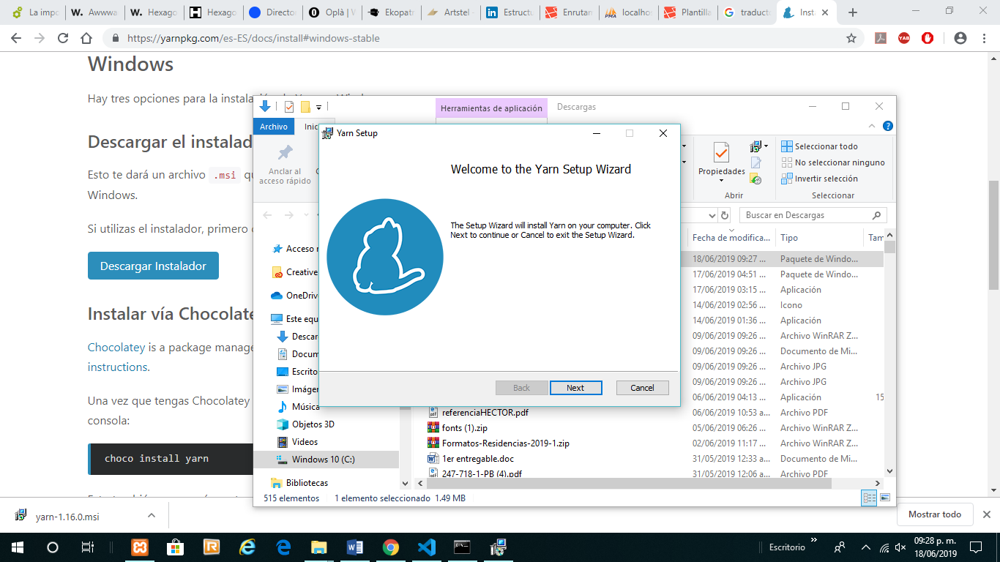 La impo
W. Awwwa
W. Hexago
Hexago
Director
Oplà | W
Ekopatr
Artstel
Estructu
Enrutan
localhos
Plantilla
traducto
Insta
https://yarnpkg.com/es-ES/docs/install#windows-stable
YAB
Windows
Hay tres opciones para la instalación de Yarn en Windows
Herramientas de aplicación
Descargas
Archivo
Inic
Descargar el instalad
Esto te dará un archivo .msi qu
Windows.
Si utilizas el instalador, primero
Descargar Instalador
Instalar vía Chocolate
Chocolatey is a package manage
instructions.
Una vez que tengas Chocolatey
consola:
choco install yarn
Anclar al
acceso rápido
Propiedades
Abrir
Seleccionar todo
No seleccionar ninguno
Invertir selección
Seleccionar
Buscar en Descargas
Yarn Setup
Welcome to the Yarn Setup Wizard
The Setup Wizard will install Yarn on your computer. Click
Next to continue or Cancel to exit the Setup Wizard.
Back
Next
Cancel
Acceso r
Creative
OneDrive
Este equ
Descar
Docum
Escrito
Imáger
Música
Objetos 3D
Videos
Windows 10 (C:)
Bibliotecas
Fecha de modifica...
Tipo
Tam
18/06/2019 09:27 ...
Paquete de Windo...
17/06/2019 04:51 ...
Paquete de Windo...
17/06/2019 03:15 ...
Aplicación
14/06/2019 02:56 ...
Icono
14/06/2019 01:36 ...
Aplicación
09/06/2019 09:26 ...
Archivo WinRAR Z...
09/06/2019 09:26 ...
Documento de Mi...
09/06/2019 09:26 ...
Archivo JPG
09/06/2019 09:26 ...
Archivo JPG
06/06/2019 04:13 ...
Aplicación
15
referenciaHECTOR.pdf
06/06/2019 10:53 a...
Archivo PDF
fonts (1).zip
05/06/2019 06:26 ...
Archivo WinRAR Z...
Formatos-Residencias-2019-1.zip
02/06/2019 11:17 ...
Archivo WinRAR Z...
1er entregable.doc
31/05/2019 12:33 a...
Documento de Mi...
247-718-1-PB (4).pdf
31/05/2019 12:06 a...
Archivo PDF
515 elementos
1 elemento seleccionado 1.49 MB
yarn-1.16.0.msi
Mostrar todo
Escritorio
09:28 p. m.
18/06/2019